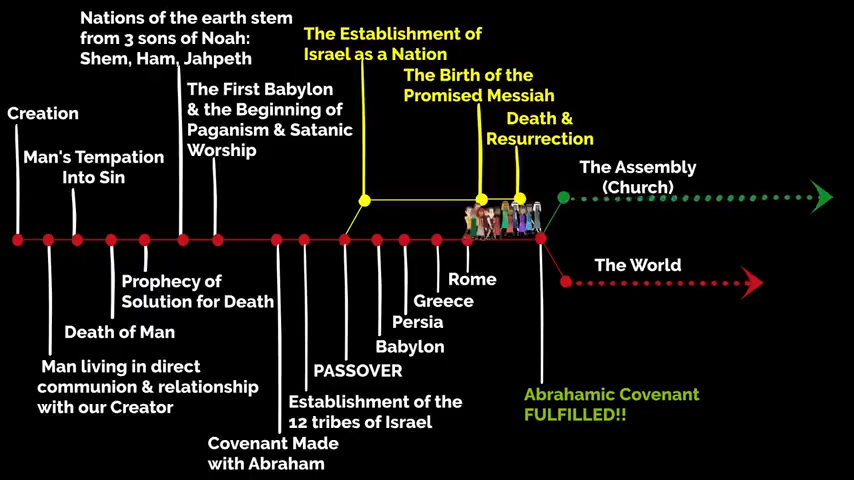 Nations of the earth stem
from 3 sons of Noah:
Shem, Ham, Jahpeth
The Establishment of
Israel as a Nation
The Birth of the
Promised Messiah
The First Babylon
& the Beginning of
Paganism & Satanic
Worship
Creation
Death &
Resurrection
Man's Tempation
Into Sin
The Assembly
(Church)
The World
Prophecy of
Solution for Death
Rome
Greece
Persia
Death of Man
Babylon
Man living in direct
communion & relationship
with our Creator
PASSOVER
Establishment of the
12 tribes of Israel
Abrahamic Covenant
FULFILLED!!
Covenant Made
with Abraham